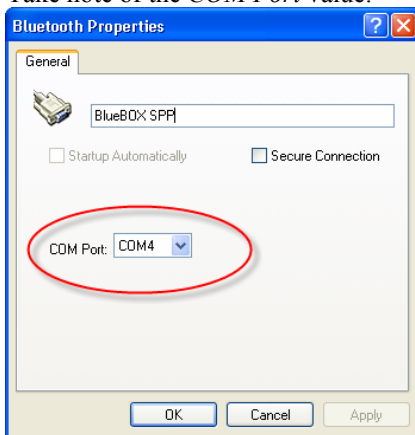 Take note of the COM Port value:
Bluetooth Properties
General
BlueBOX SPP
Startup Automatically
Secure Connection
COM Port: COM4
OK Cancel Apply